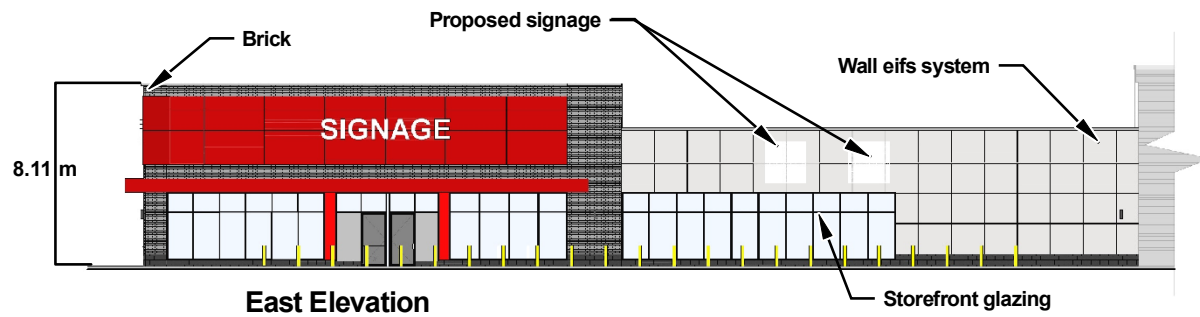 Proposed signage
Brick
Wall eifs system
SIGNAGE
8.11 m
East Elevation
Storefront glazing